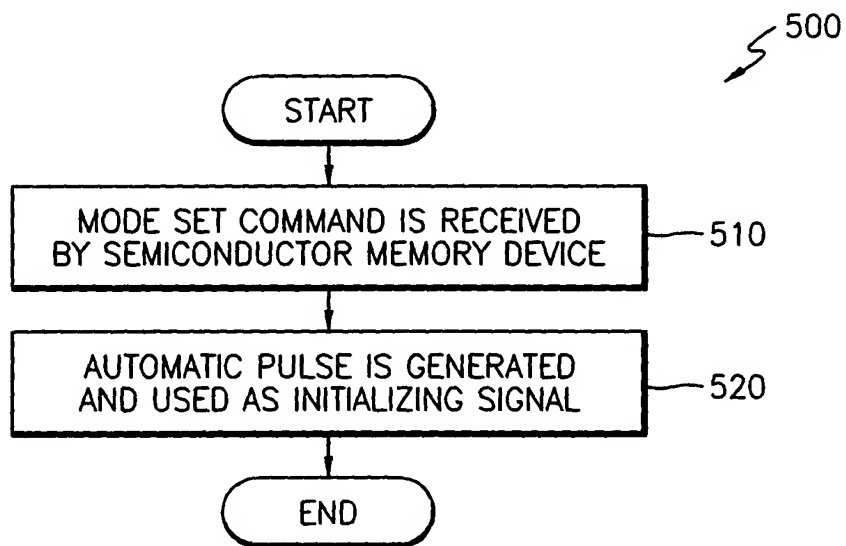 500
START
MODE SET COMMAND IS RECEIVED
BY SEMICONDUCTOR MEMORY DEVICE
510
AUTOMATIC PULSE IS GENERATED
AND USED AS INITIALIZING SIGNAL
520
END